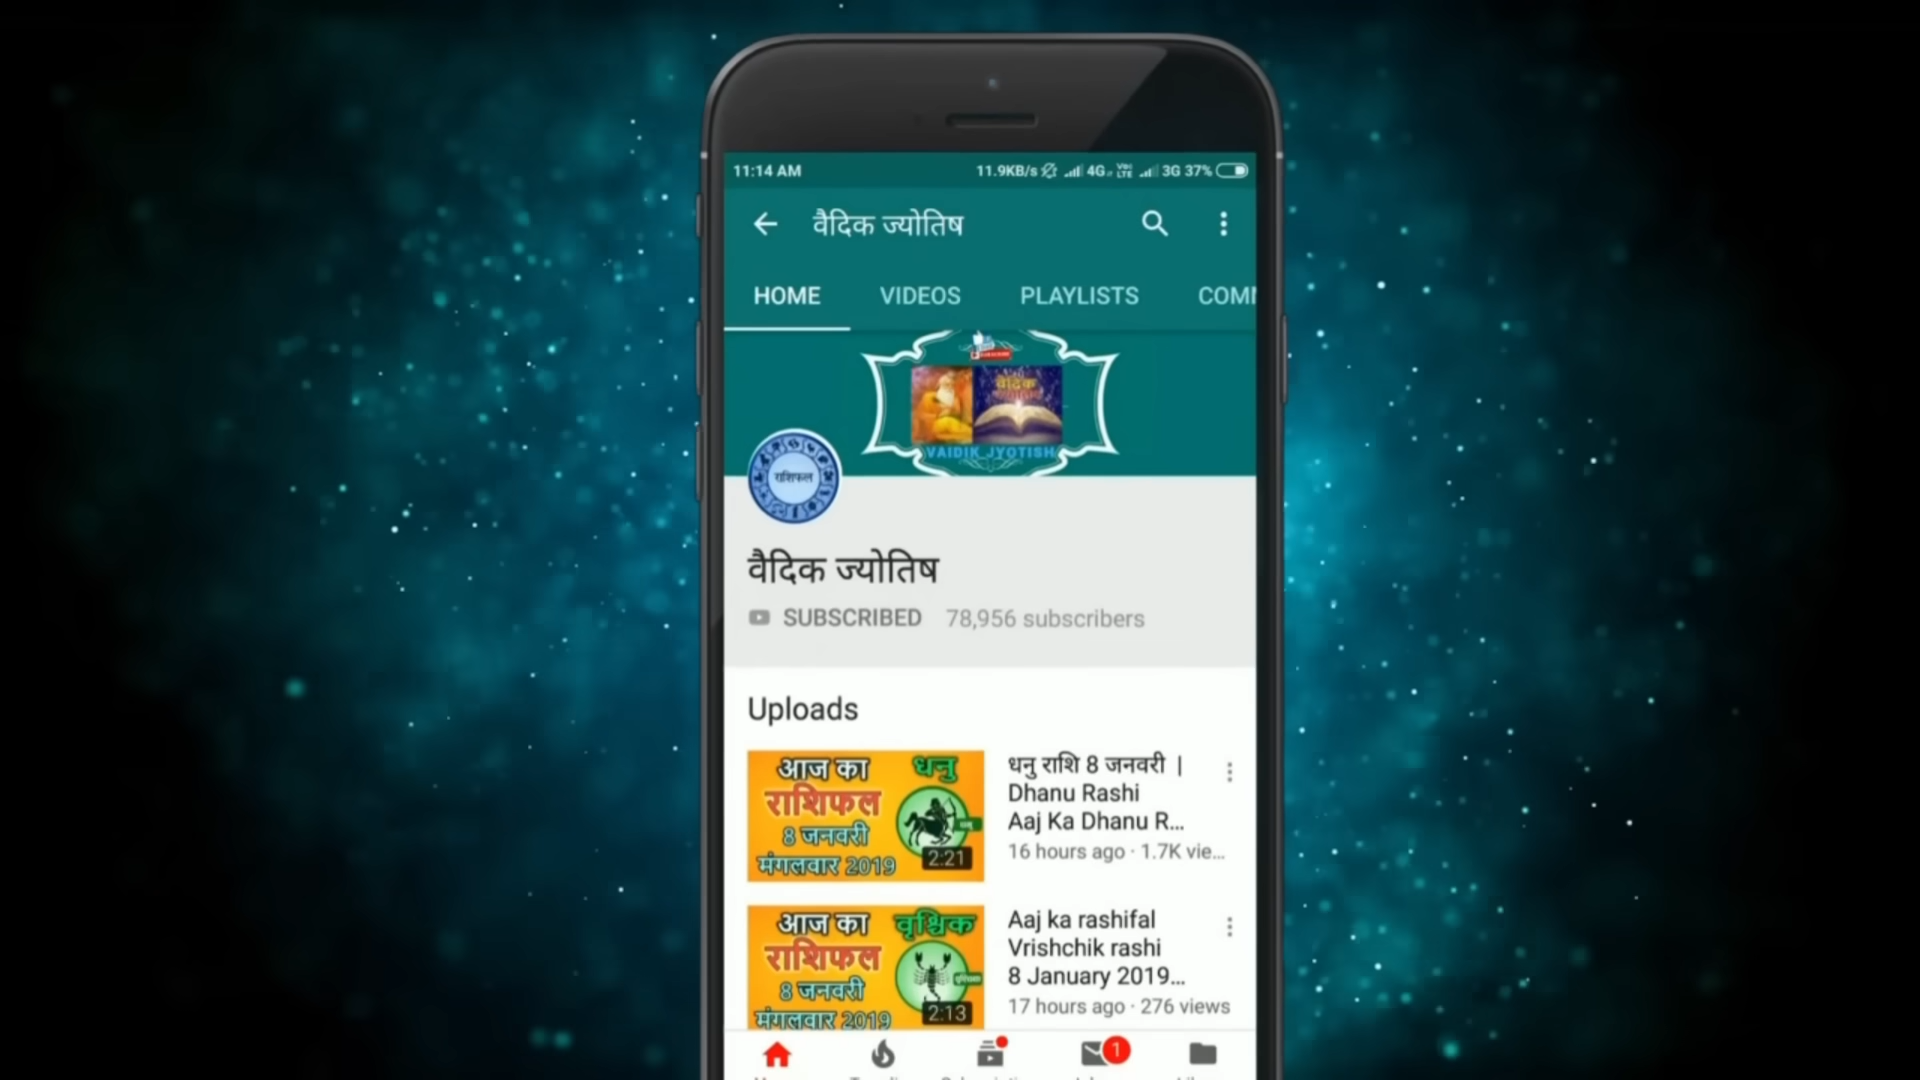 11:14 AM 11.9KB/s 4G VoLTE 3G 37%
वैदिक ज्योतिष
HOME VIDEOS PLAYLISTS
वैदिक
VAIDIK JYOTISH
राशिफल
वैदिक ज्योतिष
SUBSCRIBED 78,956 subscribers
Uploads
आज का धनु
राशिफल
8 जनवरी
मंगलवार 2019
2:21
धनु राशि 8 जनवरी |
Dhanu Rashi
Aaj Ka Dhanu R...
16 hours ago · 1.7K vie...
आज का वृश्चिक
राशिफल
8 जनवरी
मंगलवार 2019
2:13
Aaj ka rashifal
Vrishchik rashi
8 January 2019...
17 hours ago · 276 views
1